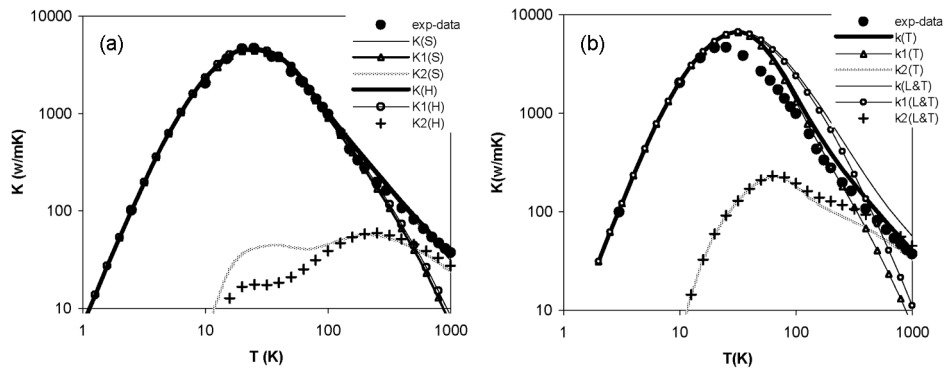 (a)
K (w/mK)
10000
1000
100
10
1
10
100
1000
T (K)
exp-data
K(S)
K1(S)
K2(S)
K(H)
K1(H)
K2(H)
(b)
K(w/mK)
10000
1000
100
10
1
10
100
1000
T(K)
exp-data
k(T)
k1(T)
k2(T)
k(L&T)
k1(L&T)
k2(L&T)